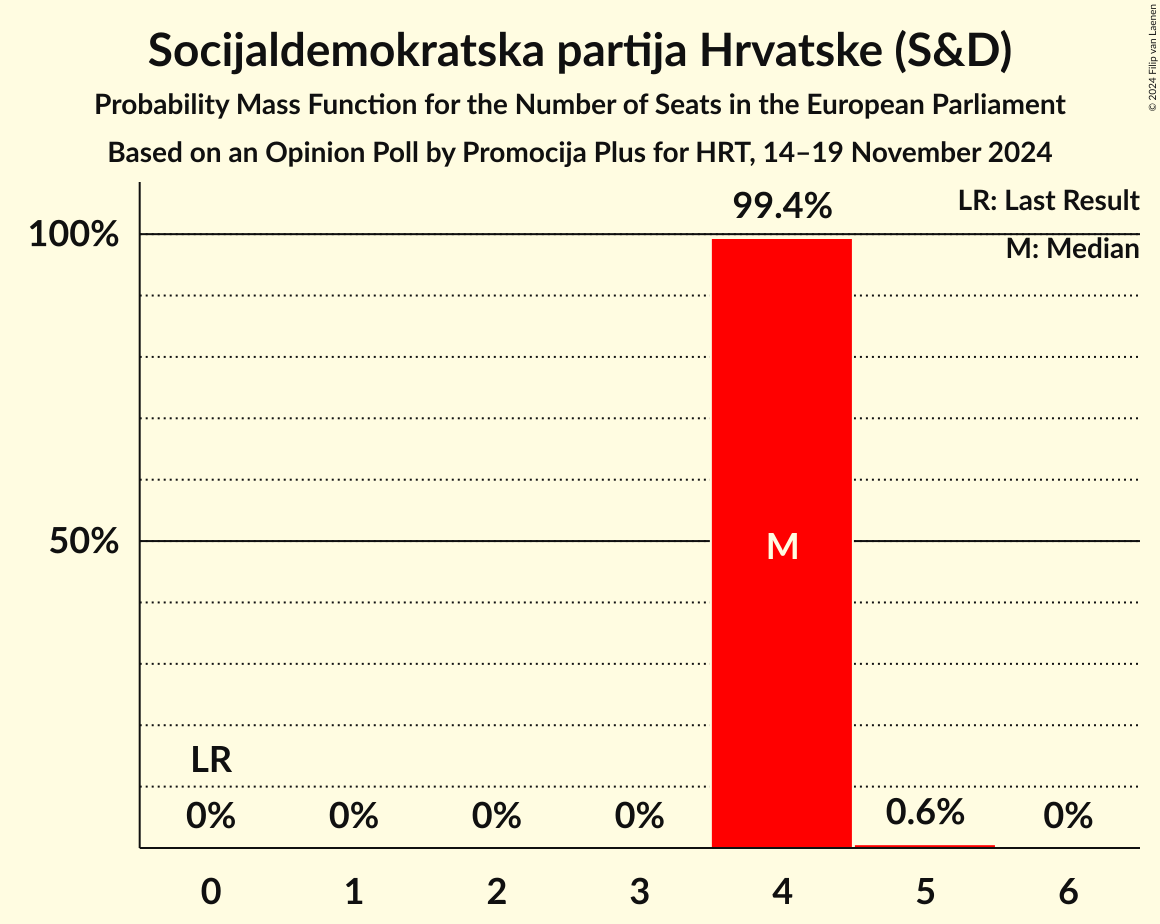 Socijaldemokratska partija Hrvatske (S&D)
Probability Mass Function for the Number of Seats in the European Parliament
Based on an Opinion Poll by Promocija Plus for HRT, 14–19 November 2024
© 2024 Filip van Laenen
LR: Last Result
M: Median
99.4%
100%
50%
M
LR
0% 0% 0% 0% 0.6% 0%
0 1 2 3 4 5 6